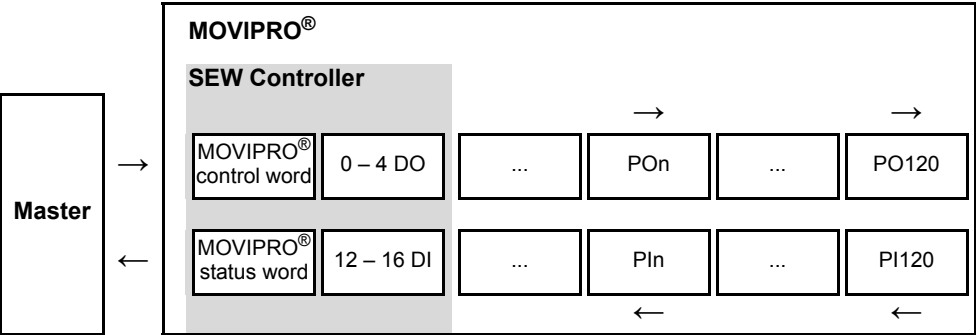 MOVIPRO®
SEW Controller
→ →
Master
→
MOVIPRO®
control word
0 – 4 DO
...
POn
...
PO120
←
MOVIPRO®
status word
12 – 16 DI
...
PIn
...
PI120
← ←